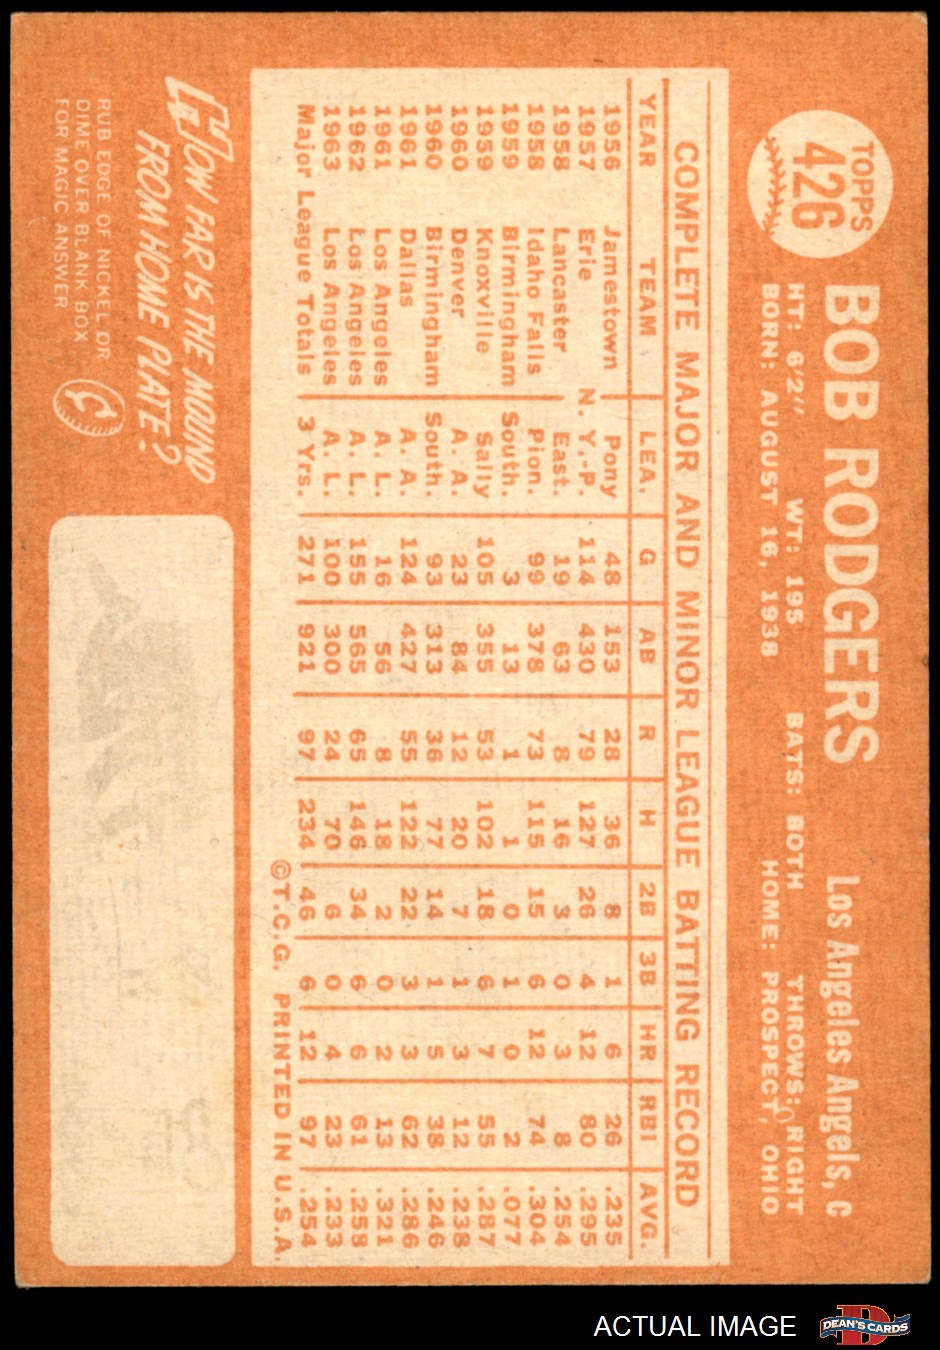 TOPPS
426
BOB RODGERS Los Angeles Angels, C
HT: 6'2" WT: 195 BATS: BOTH THROWS: RIGHT
BORN: AUGUST 16, 1938 HOME: PROSPECT, OHIO
COMPLETE MAJOR AND MINOR LEAGUE BATTING RECORD
YEAR TEAM LEA. G AB R H 2B 3B HR RBI AVG.
1956 Jamestown Pony 48 153 28 36 8 1 6 26 .235
1957 Erie N. Y.-P. 114 430 79 127 26 4 12 80 .295
1958 Lancaster East. 19 63 8 16 3 0 3 8 .254
1958 Idaho Falls Pion. 99 378 73 115 15 6 12 74 .304
1959 Birmingham South. 3 13 1 1 0 1 0 2 .077
1959 Knoxville Sally 105 355 53 102 18 6 7 55 .287
1960 Denver A. A. 23 84 12 20 7 1 3 12 .238
1960 Birmingham South. 93 313 36 77 14 1 5 38 .246
1961 Dallas A. A. 124 427 55 122 22 3 3 62 .286
1961 Los Angeles A. L. 16 56 8 18 2 0 2 13 .321
1962 Los Angeles A. L. 155 565 65 146 34 6 6 61 .258
1963 Los Angeles A. L. 100 300 24 70 6 0 4 23 .233
Major League Totals 3 Yrs. 271 921 97 234 46 6 12 97 .254
©T.C.G. PRINTED IN U.S.A.
HOW FAR IS THE MOUND
FROM HOME PLATE?
RUB EDGE OF NICKEL OR
DIME OVER BLANK BOX
FOR MAGIC ANSWER
ACTUAL IMAGE
D
DEAN'S CARDS